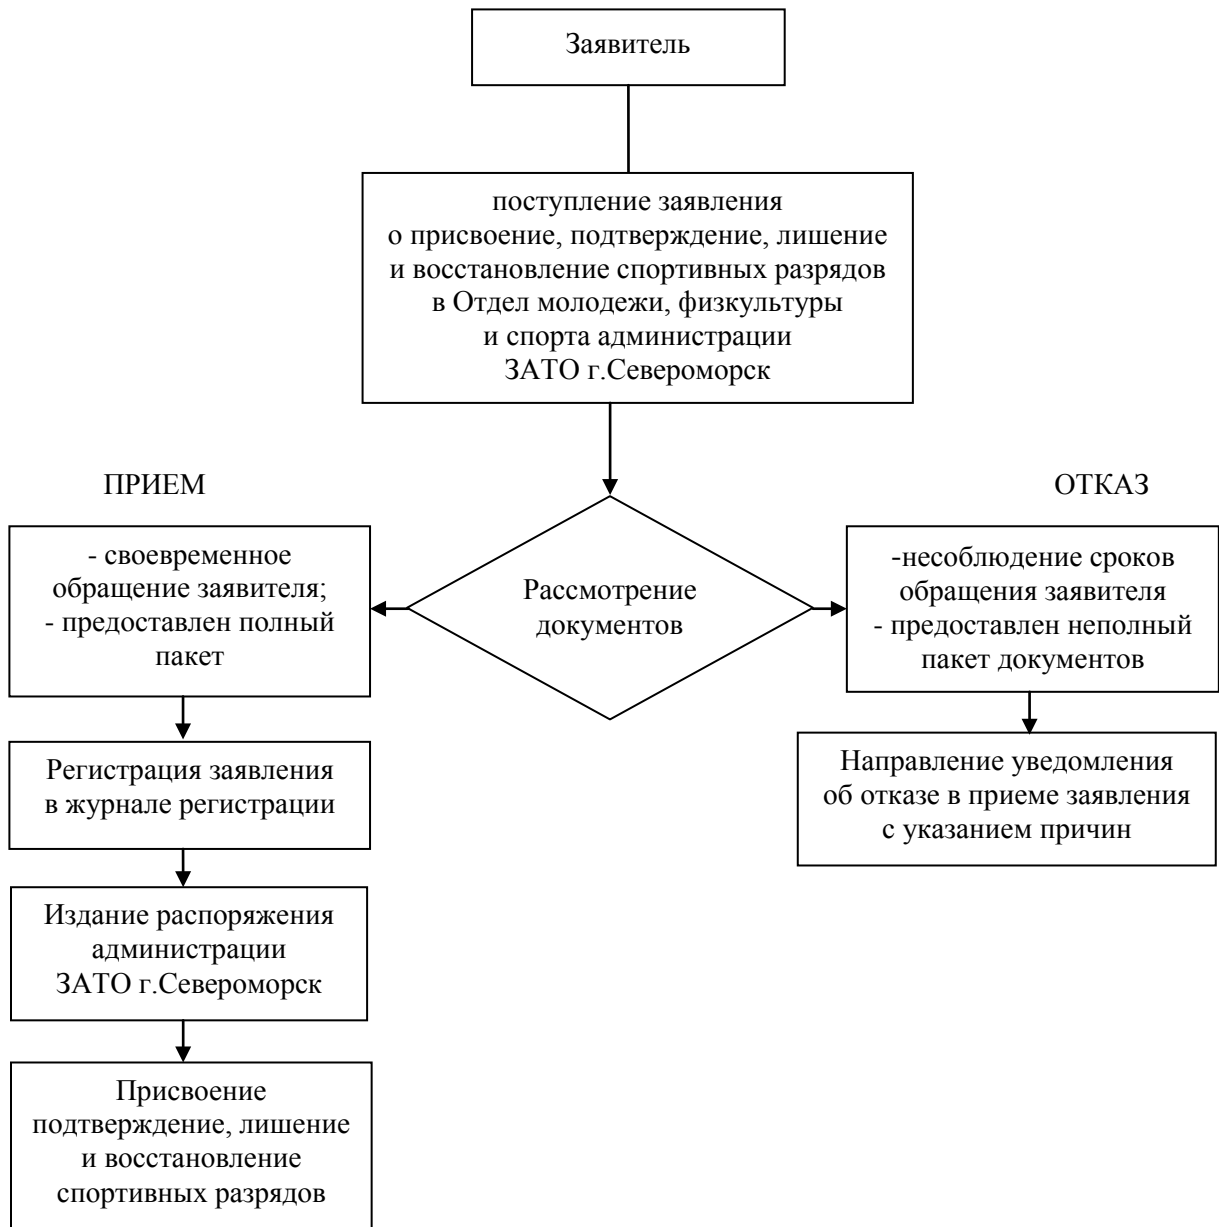 Заявитель
поступление заявления
о присвоение, подтверждение, лишение
и восстановление спортивных разрядов
в Отдел молодежи, физкультуры
и спорта администрации
ЗАТО г.Североморск
ПРИЕМ
ОТКАЗ
- своевременное
обращение заявителя;
- предоставлен полный
пакет
Рассмотрение
документов
-несоблюдение сроков
обращения заявителя
- предоставлен неполный
пакет документов
Регистрация заявления
в журнале регистрации
Направление уведомления
об отказе в приеме заявления
с указанием причин
Издание распоряжения
администрации
ЗАТО г.Североморск
Присвоение
подтверждение, лишение
и восстановление
спортивных разрядов